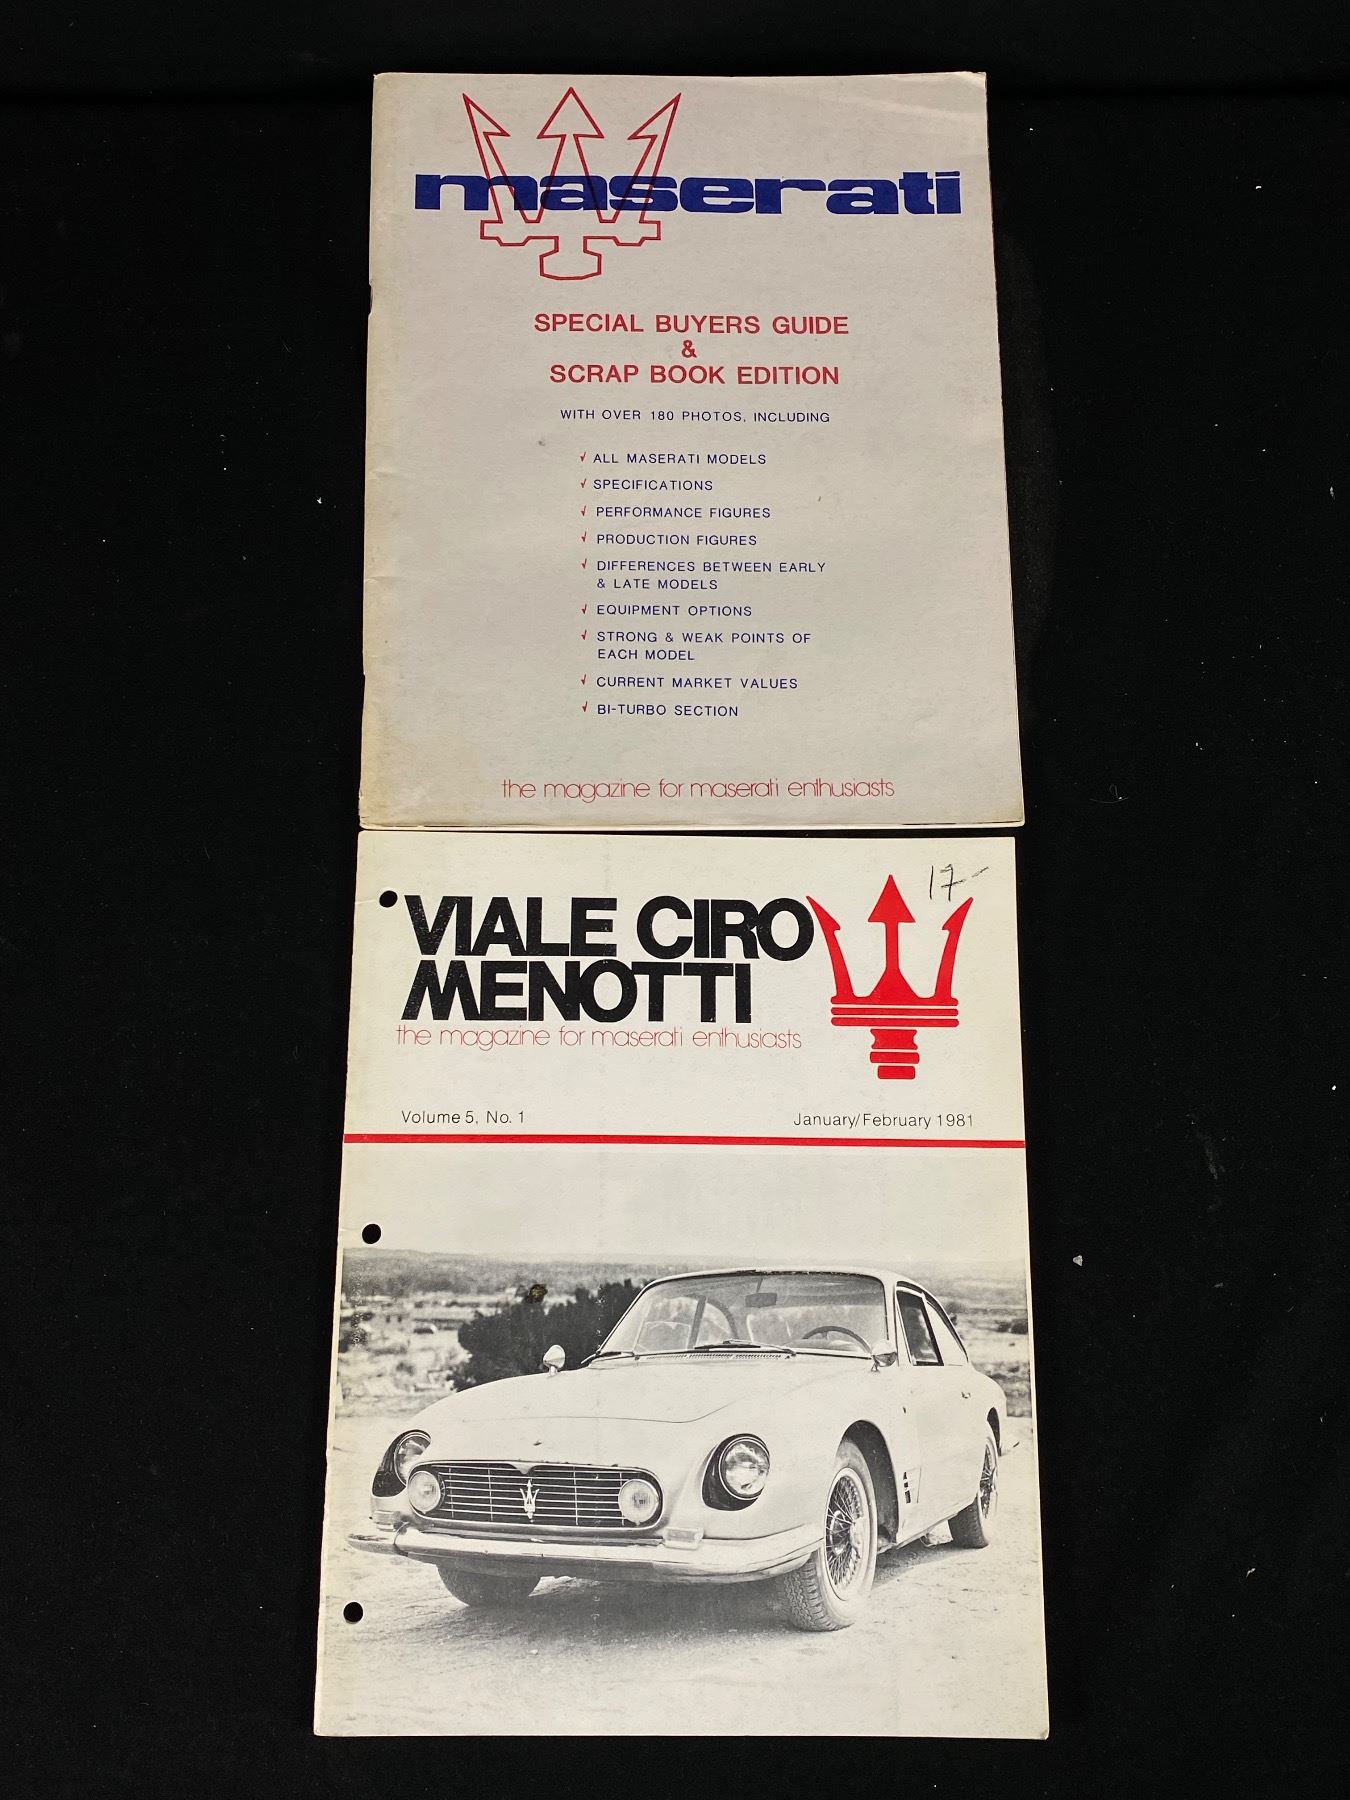 maserati
SPECIAL BUYERS GUIDE
&
SCRAP BOOK EDITION
WITH OVER 180 PHOTOS, INCLUDING
√ ALL MASERATI MODELS
√ SPECIFICATIONS
√ PERFORMANCE FIGURES
√ PRODUCTION FIGURES
√ DIFFERENCES BETWEEN EARLY
& LATE MODELS
√ EQUIPMENT OPTIONS
√ STRONG & WEAK POINTS OF
EACH MODEL
√ CURRENT MARKET VALUES
√ BI-TURBO SECTION
the magazine for maserati enthusiasts
17-
VIALE CIRO
MENOTTI
the magazine for maserati enthusiasts
Volume 5, No. 1 January/February 1981